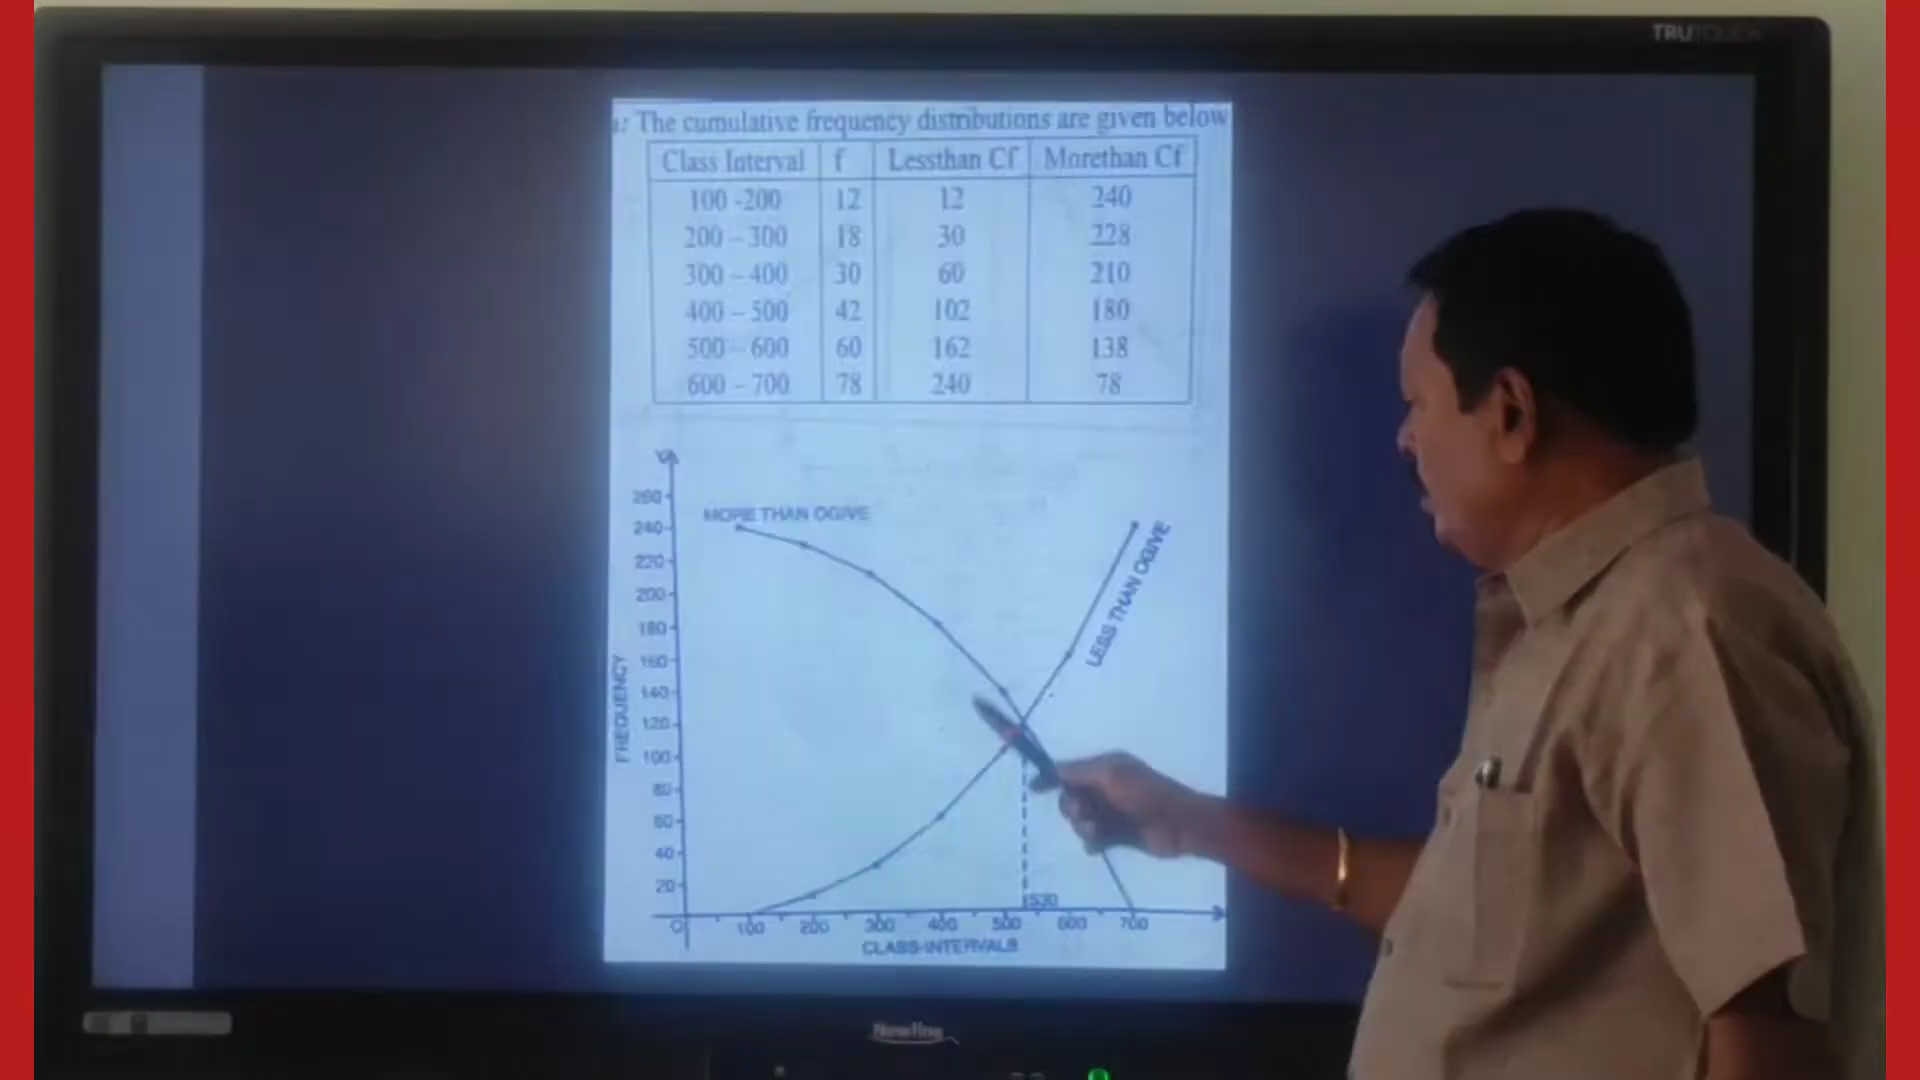 TRUTOUCH
: The cumulative frequency distributions are given below
Class Interval f Lessthan Cf Morethan Cf
100 -200 12 12 240
200 – 300 18 30 228
300 – 400 30 60 210
400 – 500 42 102 180
500 – 600 60 162 138
600 – 700 78 240 78
Y
260
240
220
200
180
160
140
120
100
80
60
40
20
MORE THAN OGIVE
LESS THAN OGIVE
FREQUENCY
530
O 100 200 300 400 500 600 700
CLASS-INTERVALS
Newline